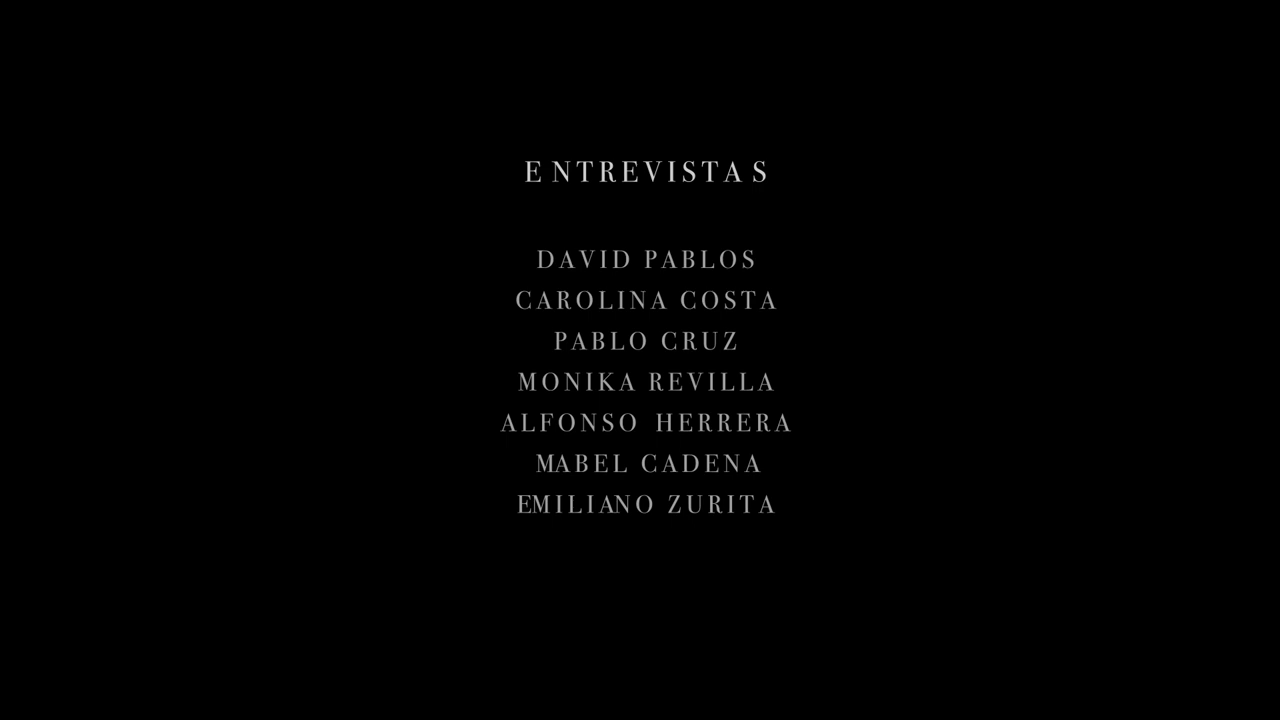 ENTREVISTAS
DAVID PABLOS
CAROLINA COSTA
PABLO CRUZ
MONIKA REVILLA
ALFONSO HERRERA
MABEL CADENA
EMILIANO ZURITA